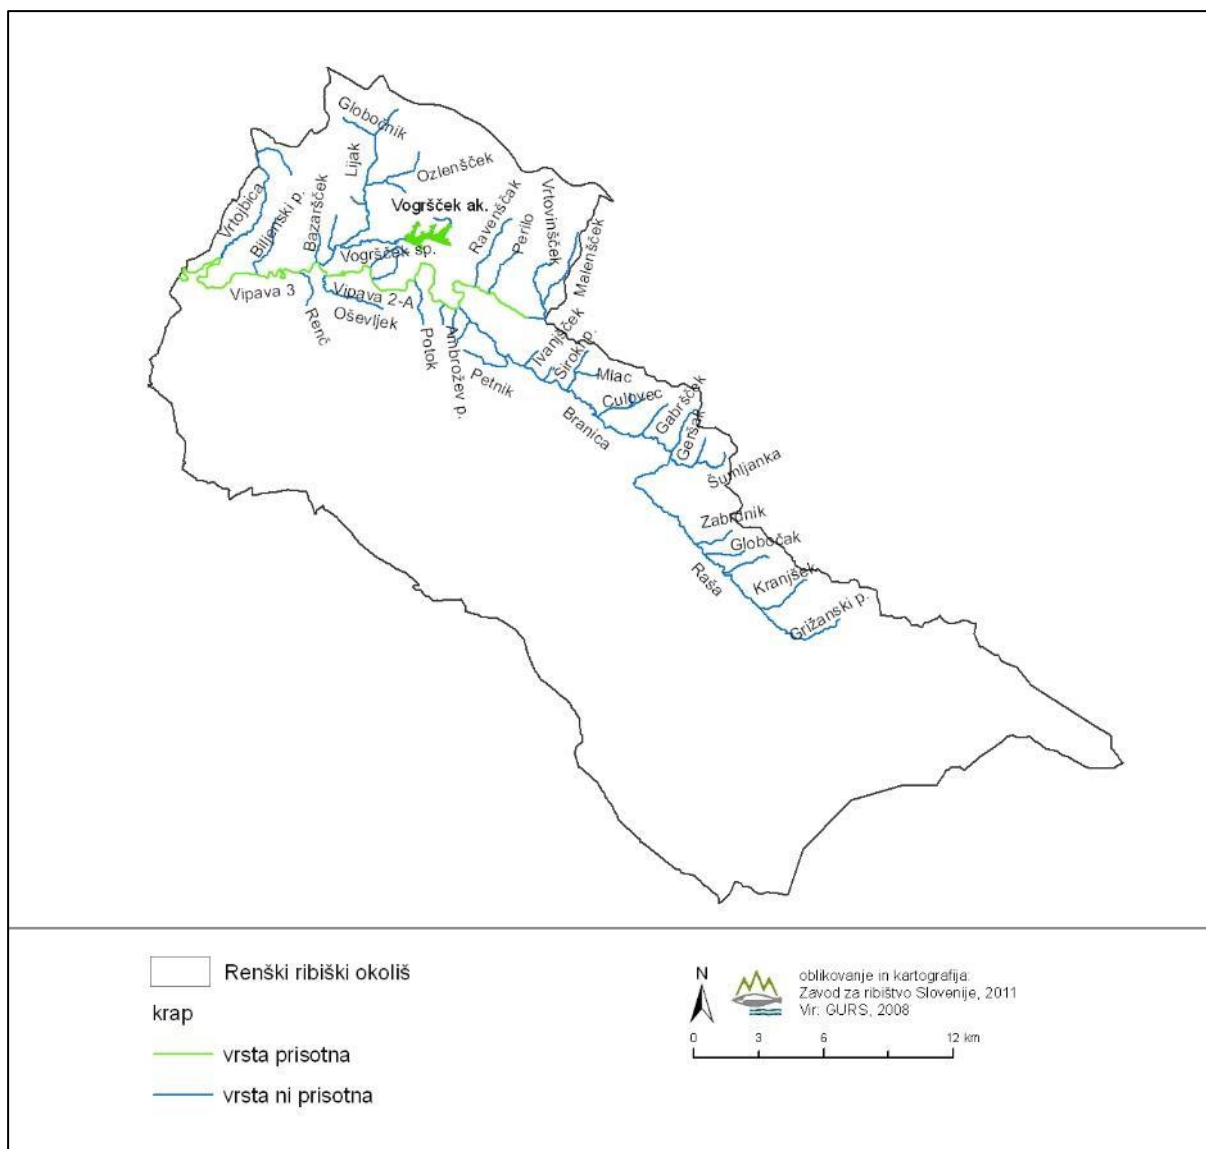 Globočnik
Lijak
Ozlenšček
Vrtojbica
Biljenski p.
Bazaršček
Vogršček ak.
Ravenščak
Perilo
Vrtovinšček
Malenšček
Vogršček sp.
Vipava 3
Vipava 2-A
Renč
Oševljek
Potok
Ambrožev p.
Petnik
Ivanjšček
Široki p.
Mlac
Culovec
Branica
Gabršček
Geršak
Šumljanka
Zabrdnik
Globočak
Raša
Kranjšek
Grižanski p.
Renški ribiški okoliš
krap
vrsta prisotna
vrsta ni prisotna
N
oblikovanje in kartografija:
Zavod za ribištvo Slovenije, 2011
Vir: GURS, 2008
0 3 6 12 km